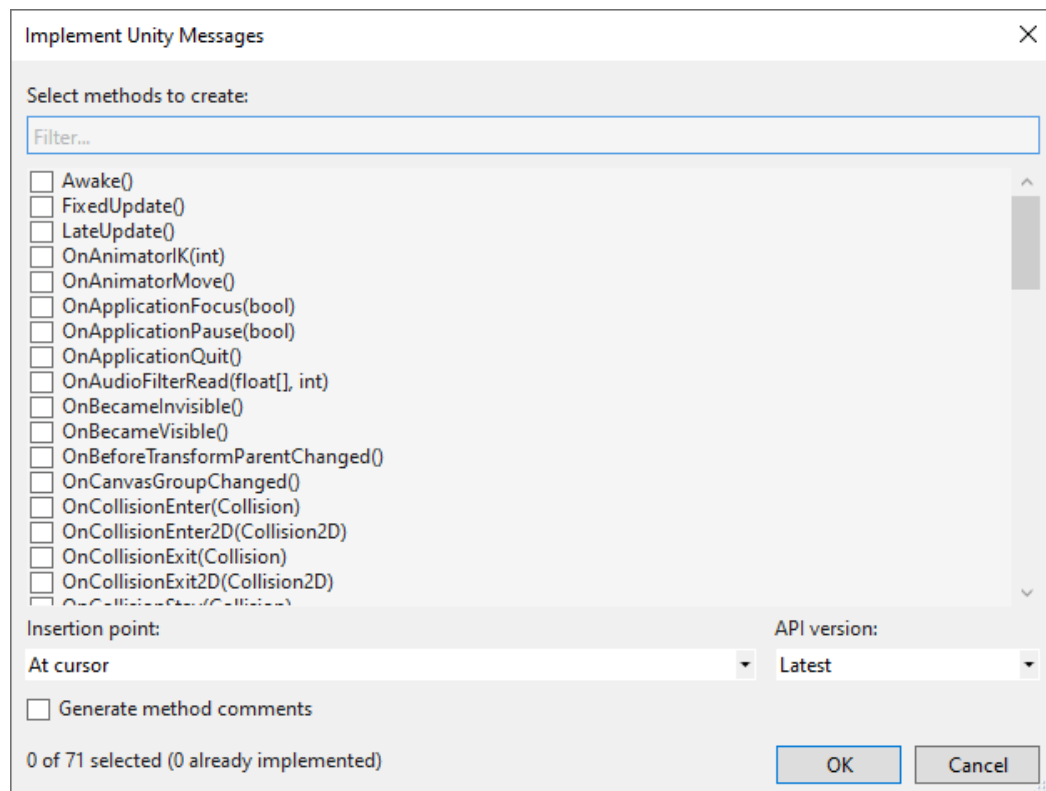 Implement Unity Messages
Select methods to create:
Filter...
Awake()
FixedUpdate()
LateUpdate()
OnAnimatorIK(int)
OnAnimatorMove()
OnApplicationFocus(bool)
OnApplicationPause(bool)
OnApplicationQuit()
OnAudioFilterRead(float[], int)
OnBecameInvisible()
OnBecameVisible()
OnBeforeTransformParentChanged()
OnCanvasGroupChanged()
OnCollisionEnter(Collision)
OnCollisionEnter2D(Collision2D)
OnCollisionExit(Collision)
OnCollisionExit2D(Collision2D)
OnCollisionStay(Collision)
Insertion point: API version:
At cursor Latest
Generate method comments
0 of 71 selected (0 already implemented) OK Cancel